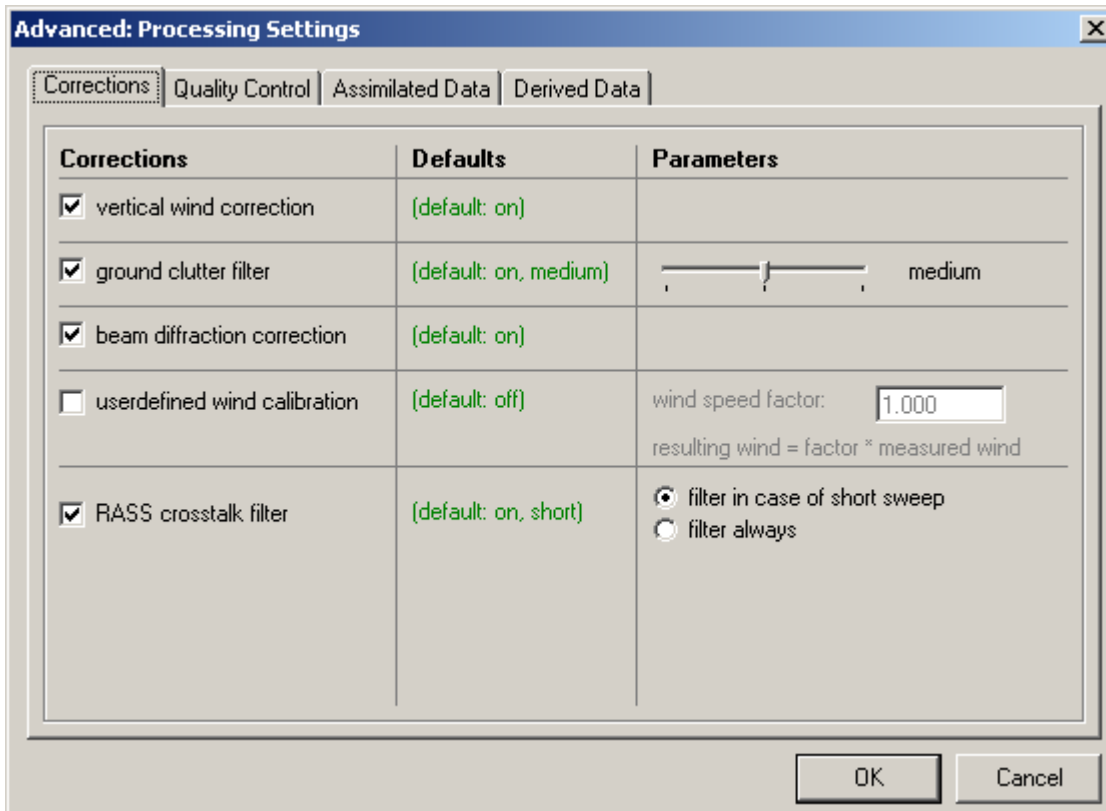 Advanced: Processing Settings
Corrections Quality Control Assimilated Data Derived Data
Corrections Defaults Parameters
vertical wind correction (default: on)
ground clutter filter (default: on, medium) medium
beam diffraction correction (default: on)
userdefined wind calibration (default: off) wind speed factor: 1.000
resulting wind = factor * measured wind
RASS crosstalk filter (default: on, short) filter in case of short sweep
filter always
OK Cancel